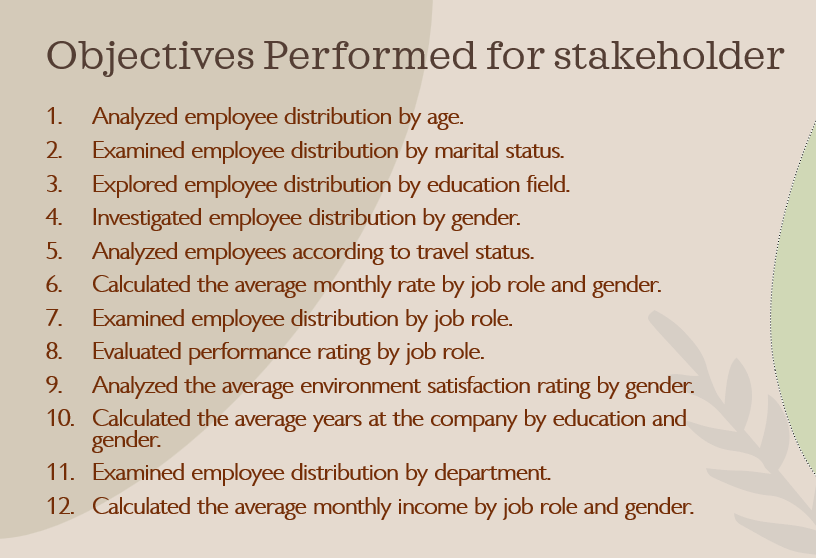 Objectives Performed for stakeholder
1. Analyzed employee distribution by age.
2. Examined employee distribution by marital status.
3. Explored employee distribution by education field.
4. Investigated employee distribution by gender.
5. Analyzed employees according to travel status.
6. Calculated the average monthly rate by job role and gender.
7. Examined employee distribution by job role.
8. Evaluated performance rating by job role.
9. Analyzed the average environment satisfaction rating by gender.
10. Calculated the average years at the company by education and
gender.
11. Examined employee distribution by department.
12. Calculated the average monthly income by job role and gender.